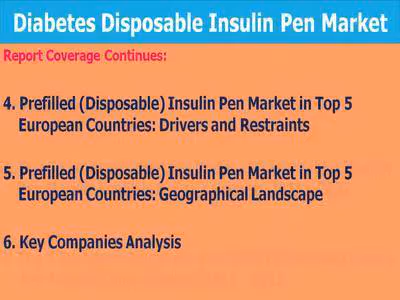 Diabetes Disposable Insulin Pen Market
Report Coverage Continues:
4. Prefilled (Disposable) Insulin Pen Market in Top 5
European Countries: Drivers and Restraints
5. Prefilled (Disposable) Insulin Pen Market in Top 5
European Countries: Geographical Landscape
6. Key Companies Analysis